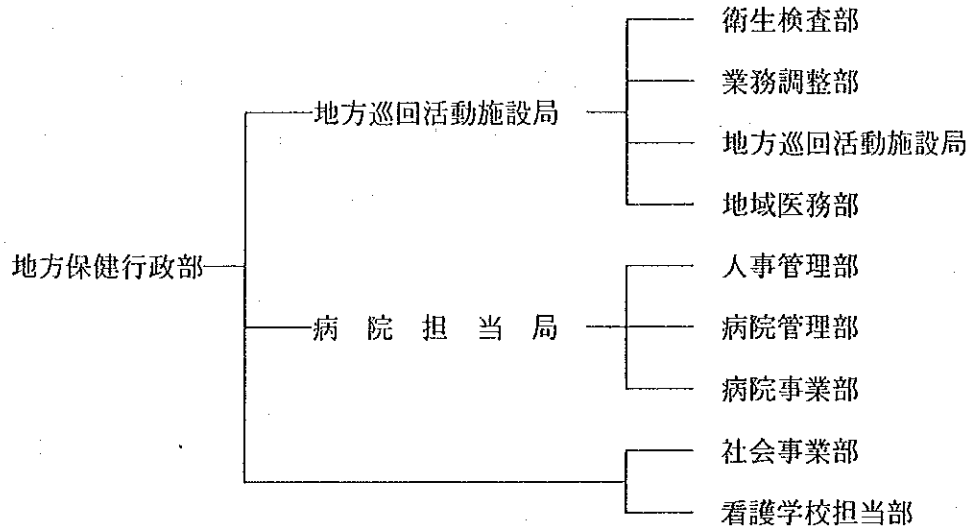 衛生検査部
業務調整部
地方巡回活動施設局
地方巡回活動施設局
地域医務部
地方保健行政部
人事管理部
病院担当局
病院管理部
病院事業部
社会事業部
看護学校担当部